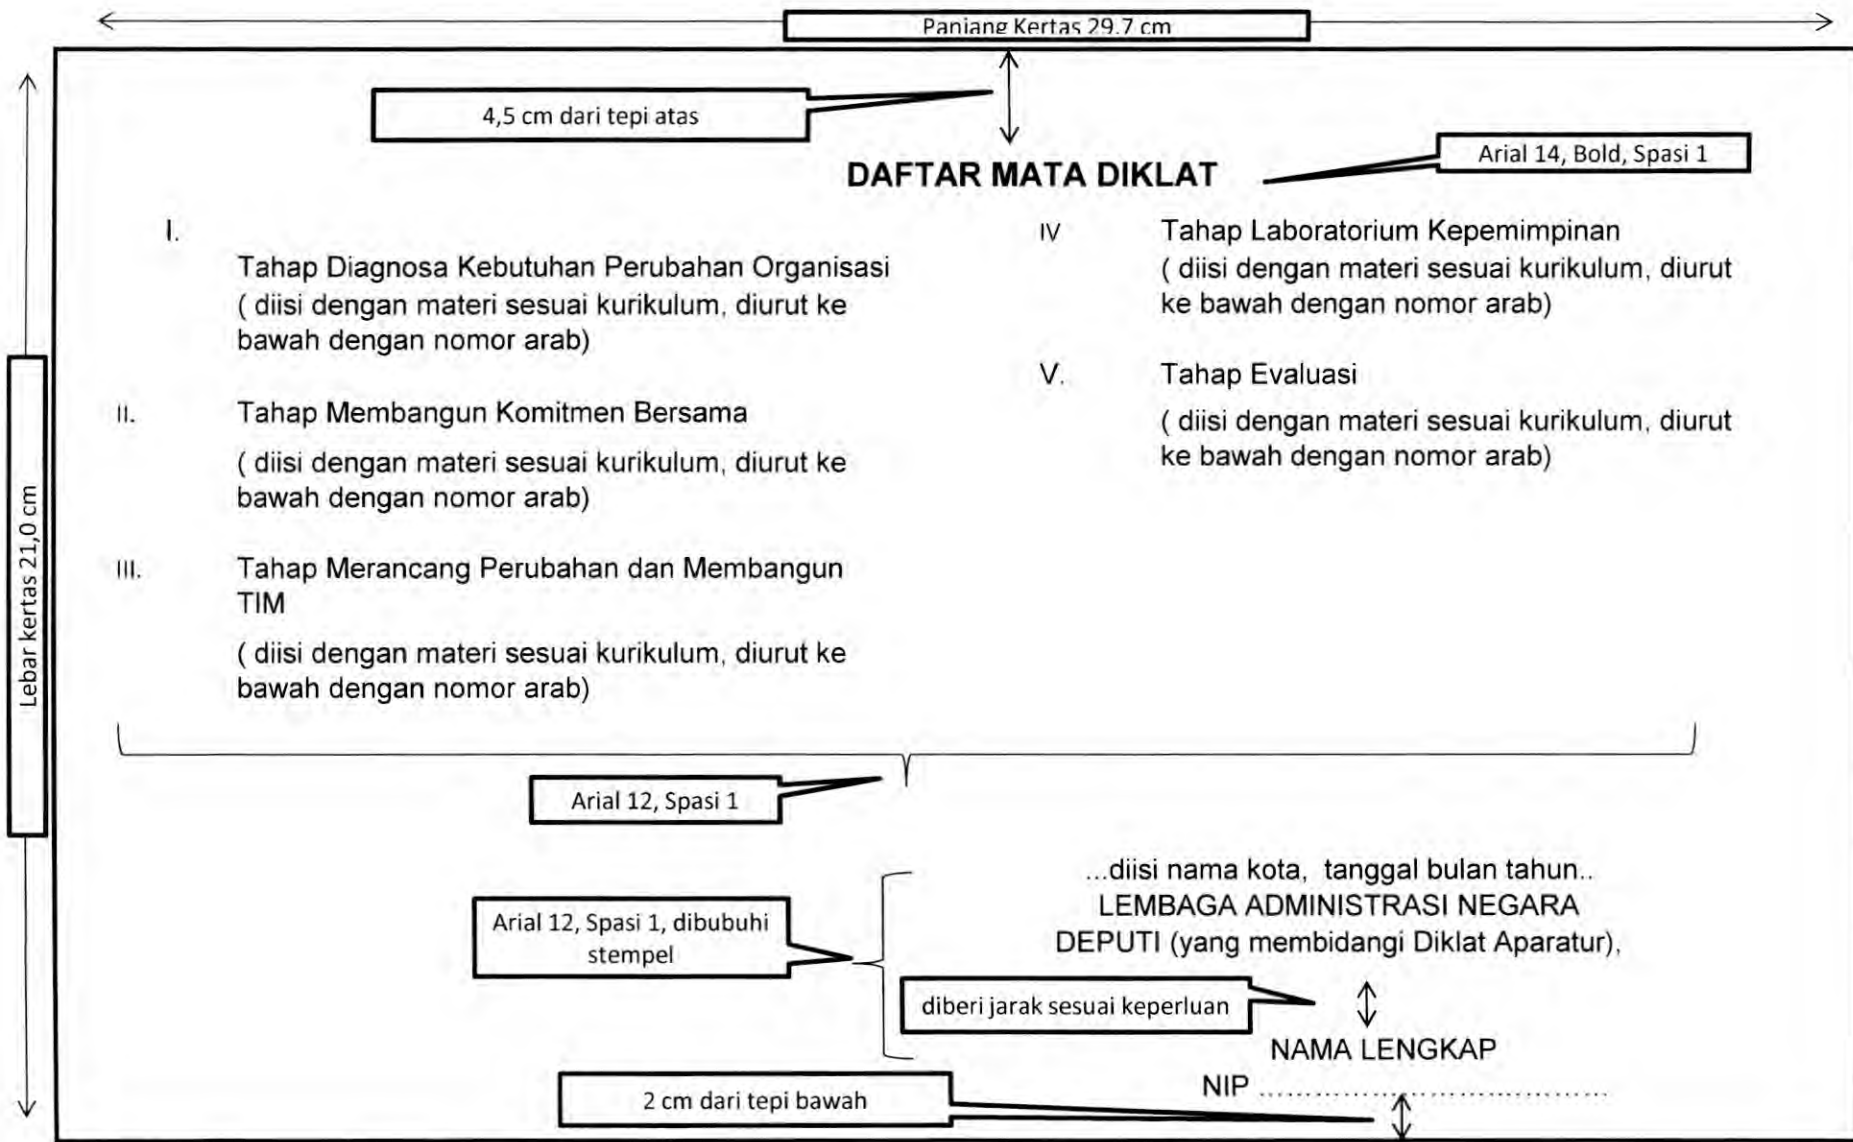 Panjang Kertas 29.7 cm
4,5 cm dari tepi atas
Arial 14, Bold, Spasi 1
DAFTAR MATA DIKLAT
I.
Tahap Diagnosa Kebutuhan Perubahan Organisasi
( diisi dengan materi sesuai kurikulum, diurut ke
bawah dengan nomor arab)
II. Tahap Membangun Komitmen Bersama
( diisi dengan materi sesuai kurikulum, diurut ke
bawah dengan nomor arab)
III. Tahap Merancang Perubahan dan Membangun
TIM
( diisi dengan materi sesuai kurikulum, diurut ke
bawah dengan nomor arab)
IV Tahap Laboratorium Kepemimpinan
( diisi dengan materi sesuai kurikulum, diurut
ke bawah dengan nomor arab)
V. Tahap Evaluasi
( diisi dengan materi sesuai kurikulum, diurut
ke bawah dengan nomor arab)
Lebar kertas 21,0 cm
Arial 12, Spasi 1
...diisi nama kota, tanggal bulan tahun..
LEMBAGA ADMINISTRASI NEGARA
DEPUTI (yang membidangi Diklat Aparatur),
Arial 12, Spasi 1, dibubuhi
stempel
diberi jarak sesuai keperluan
NAMA LENGKAP
NIP ..........................................
2 cm dari tepi bawah